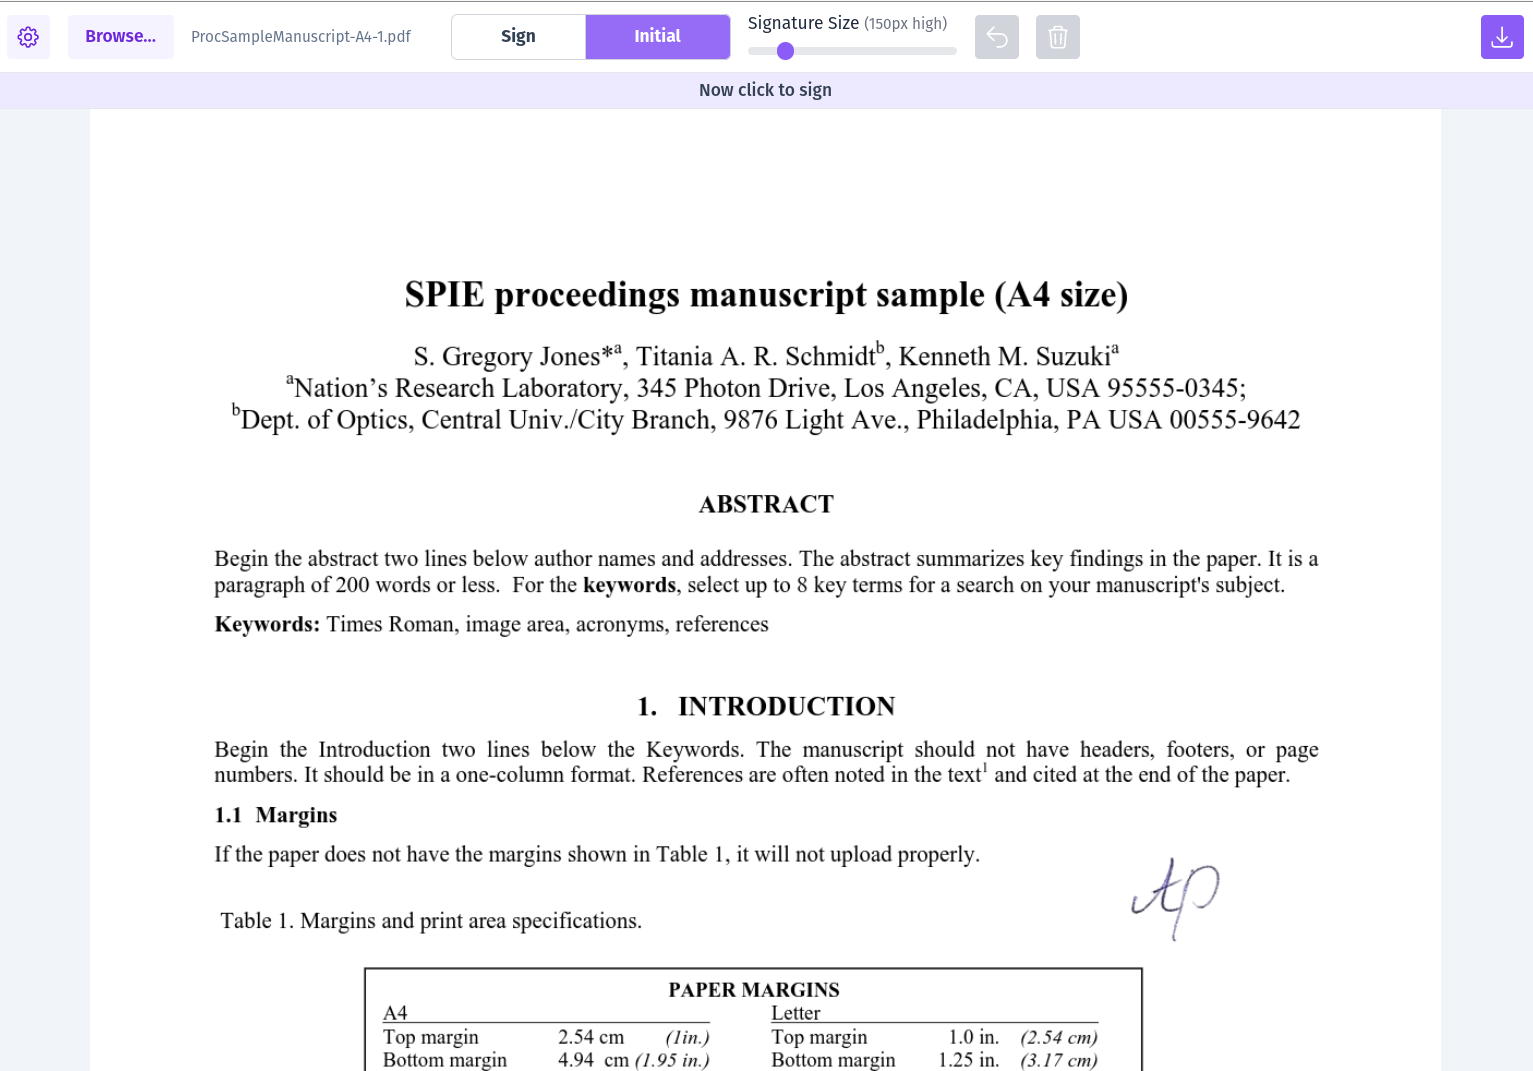 Browse... ProcSampleManuscript-A4-1.pdf Sign Initial Signature Size (150px high)
Now click to sign
SPIE proceedings manuscript sample (A4 size)
S. Gregory Jones*ᵃ, Titania A. R. Schmidtᵇ, Kenneth M. Suzukiᵃ
ᵃNation’s Research Laboratory, 345 Photon Drive, Los Angeles, CA, USA 95555-0345;
ᵇDept. of Optics, Central Univ./City Branch, 9876 Light Ave., Philadelphia, PA USA 00555-9642
ABSTRACT
Begin the abstract two lines below author names and addresses. The abstract summarizes key findings in the paper. It is a
paragraph of 200 words or less. For the keywords, select up to 8 key terms for a search on your manuscript's subject.
Keywords: Times Roman, image area, acronyms, references
1. INTRODUCTION
Begin the Introduction two lines below the Keywords. The manuscript should not have headers, footers, or page
numbers. It should be in a one-column format. References are often noted in the text¹ and cited at the end of the paper.
1.1 Margins
If the paper does not have the margins shown in Table 1, it will not upload properly.
AP
Table 1. Margins and print area specifications.
PAPER MARGINS
A4 Letter
Top margin 2.54 cm (1in.) Top margin 1.0 in. (2.54 cm)
Bottom margin 4.94 cm (1.95 in.) Bottom margin 1.25 in. (3.17 cm)